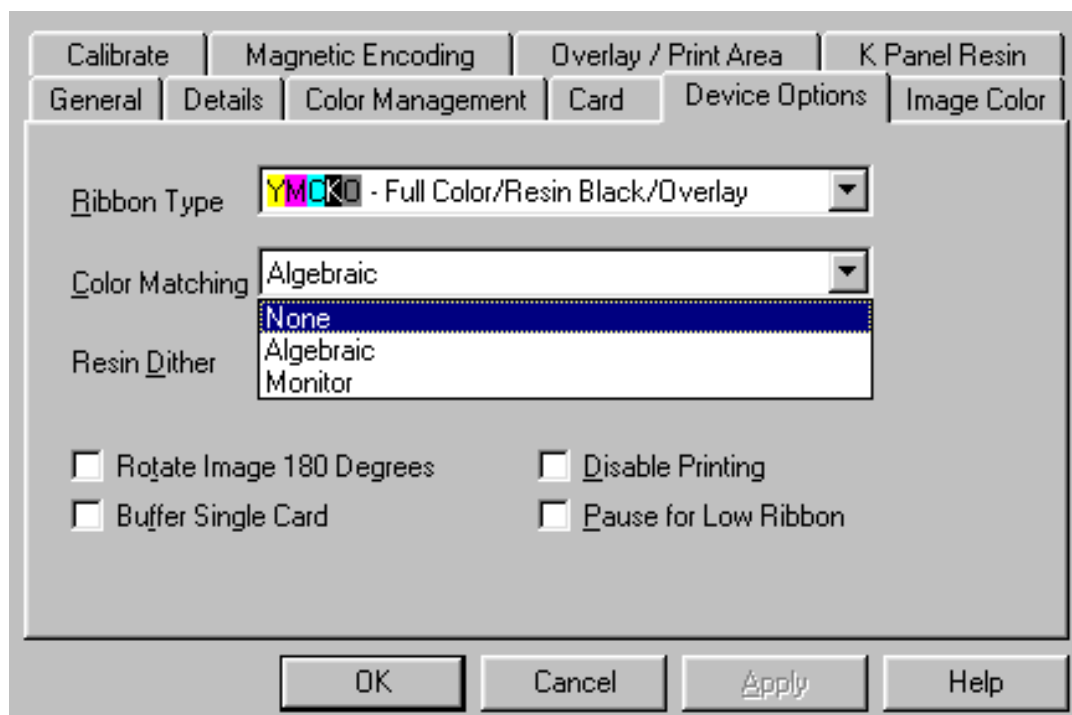 Calibrate Magnetic Encoding Overlay / Print Area K Panel Resin
General Details Color Management Card Device Options Image Color
Ribbon Type YMCKO - Full Color/Resin Black/Overlay
Color Matching Algebraic
None
Algebraic
Resin Dither
Monitor
Rotate Image 180 Degrees Disable Printing
Buffer Single Card Pause for Low Ribbon
OK Cancel Apply Help